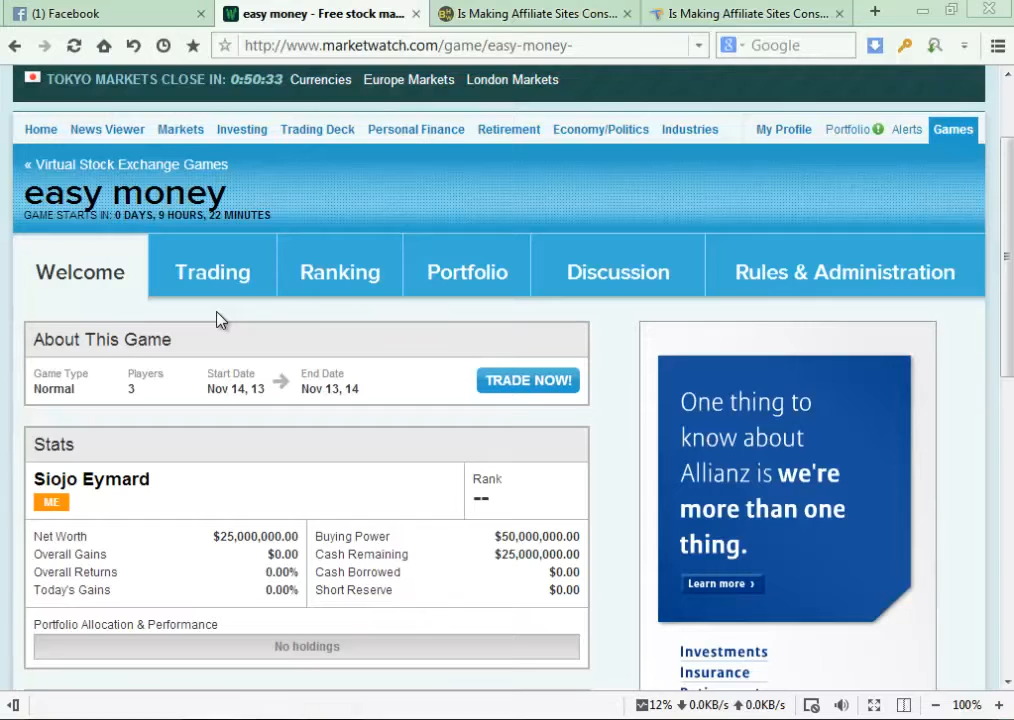 (1) Facebook
easy money - Free stock ma...
Is Making Affiliate Sites Cons...
Is Making Affiliate Sites Cons...
http://www.marketwatch.com/game/easy-money-
Google
TOKYO MARKETS CLOSE IN: 0:50:33 Currencies Europe Markets London Markets
Home News Viewer Markets Investing Trading Deck Personal Finance Retirement Economy/Politics Industries My Profile Portfolio Alerts Games
« Virtual Stock Exchange Games
easy money
GAME STARTS IN: 0 DAYS, 9 HOURS, 22 MINUTES
Welcome Trading Ranking Portfolio Discussion Rules & Administration
About This Game
Game Type Players Start Date End Date
Normal 3 Nov 14, 13 Nov 13, 14
TRADE NOW!
Stats
Siojo Eymard
ME
Rank
--
Net Worth $25,000,000.00 Buying Power $50,000,000.00
Overall Gains $0.00 Cash Remaining $25,000,000.00
Overall Returns 0.00% Cash Borrowed $0.00
Today's Gains 0.00% Short Reserve $0.00
Portfolio Allocation & Performance
No holdings
One thing to
know about
Allianz is we're
more than one
thing.
Learn more ›
Investments
Insurance
12% 0.0KB/s 0.0KB/s 100%